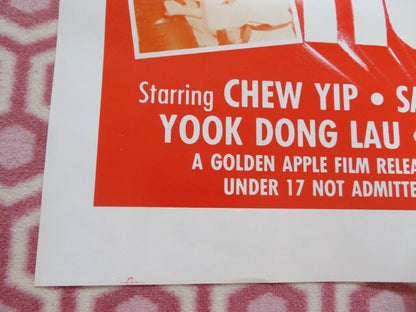 Starring CHEW YIP • SA
YOOK DONG LAU •
A GOLDEN APPLE FILM RELEA
UNDER 17 NOT ADMITTE